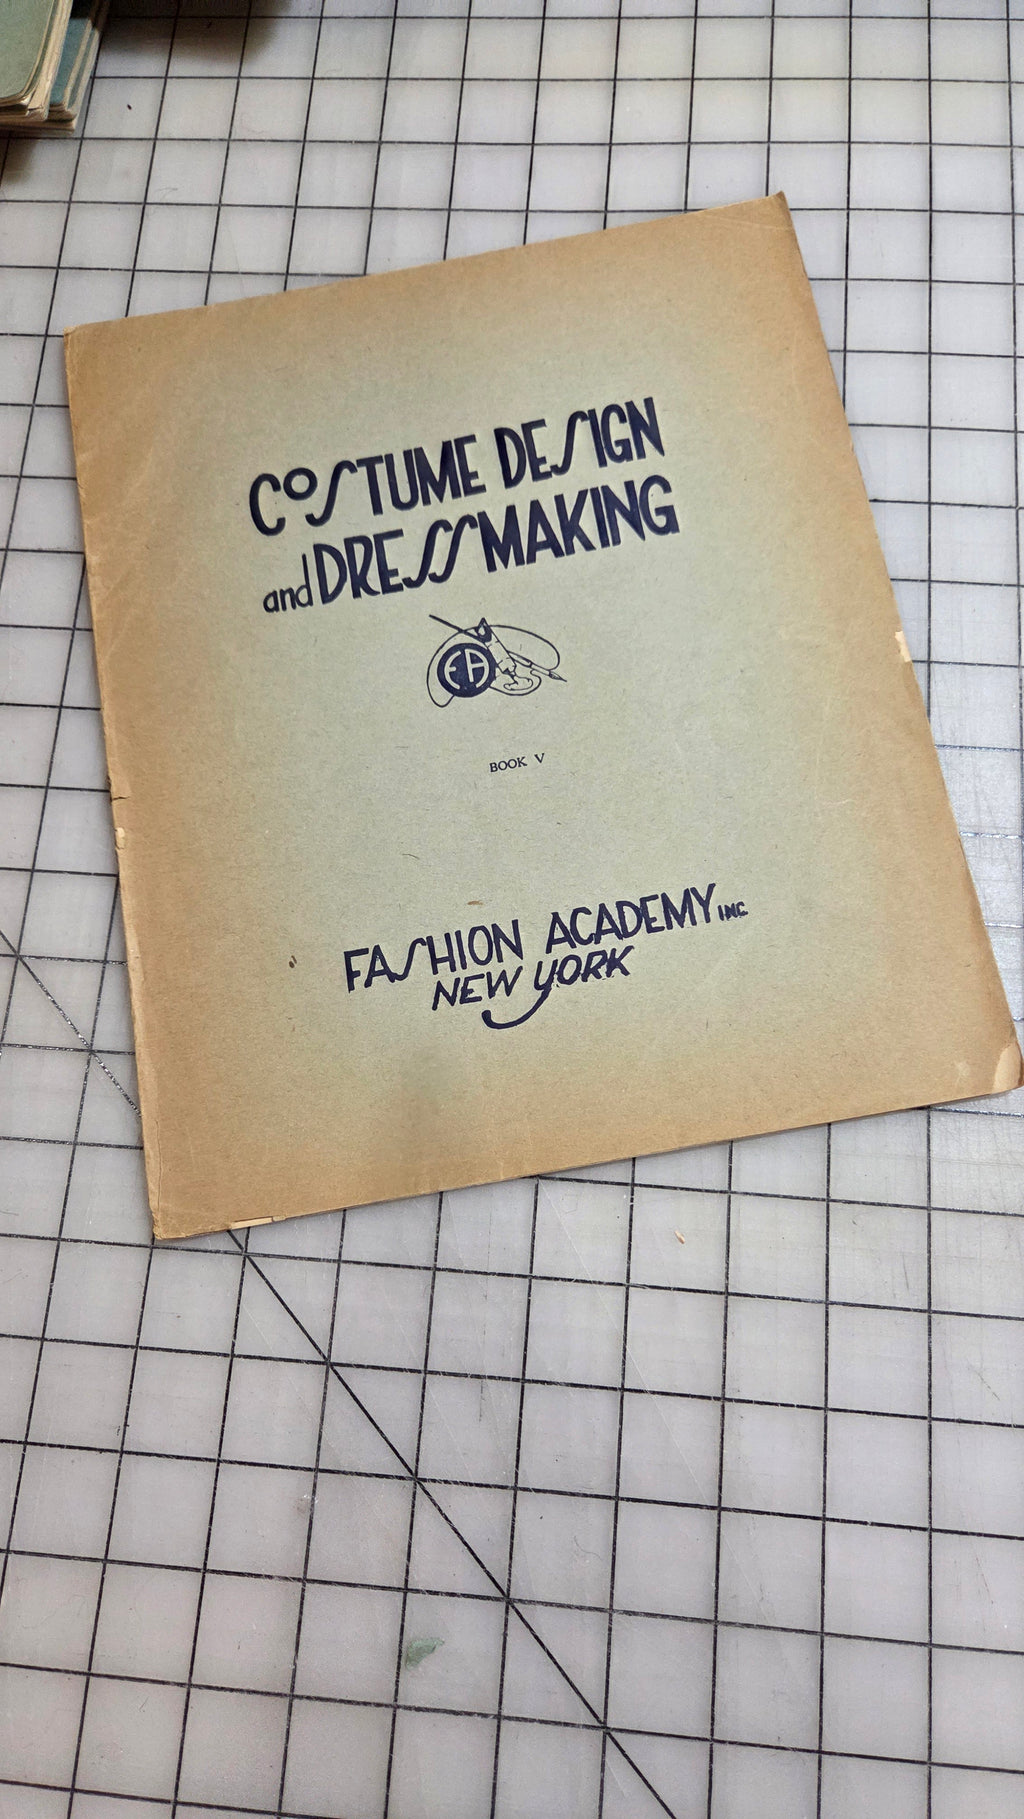 COSTUME DESIGN
and DRESSMAKING
FA
BOOK V
FASHION ACADEMY INC.
NEW YORK